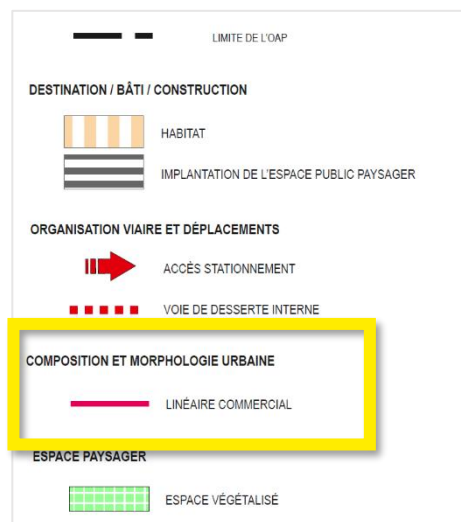 LIMITE DE L'OAP
DESTINATION / BÂTI / CONSTRUCTION
HABITAT
IMPLANTATION DE L'ESPACE PUBLIC PAYSAGER
ORGANISATION VIAIRE ET DÉPLACEMENTS
ACCÈS STATIONNEMENT
VOIE DE DESSERTE INTERNE
COMPOSITION ET MORPHOLOGIE URBAINE
LINÉAIRE COMMERCIAL
ESPACE PAYSAGER
ESPACE VÉGÉTALISÉ